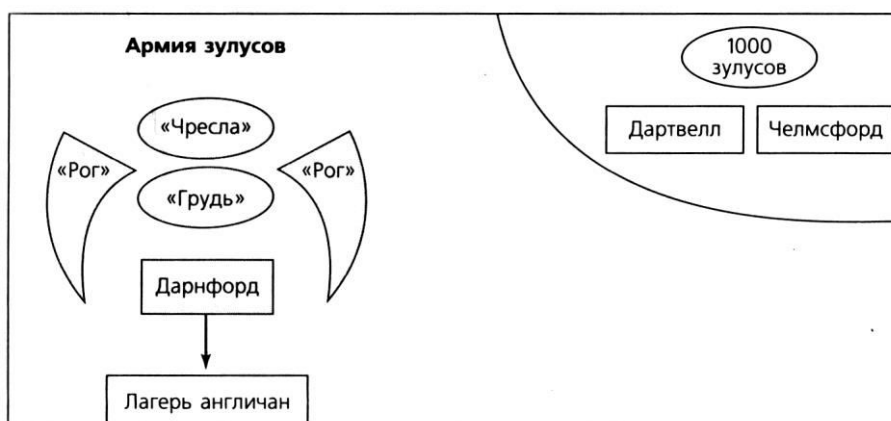 Армия зулусов
1000
зулусов
«Чресла»
Дартвелл
Челмсфорд
«Рог»
«Рог»
«Грудь»
Дарнфорд
Лагерь англичан